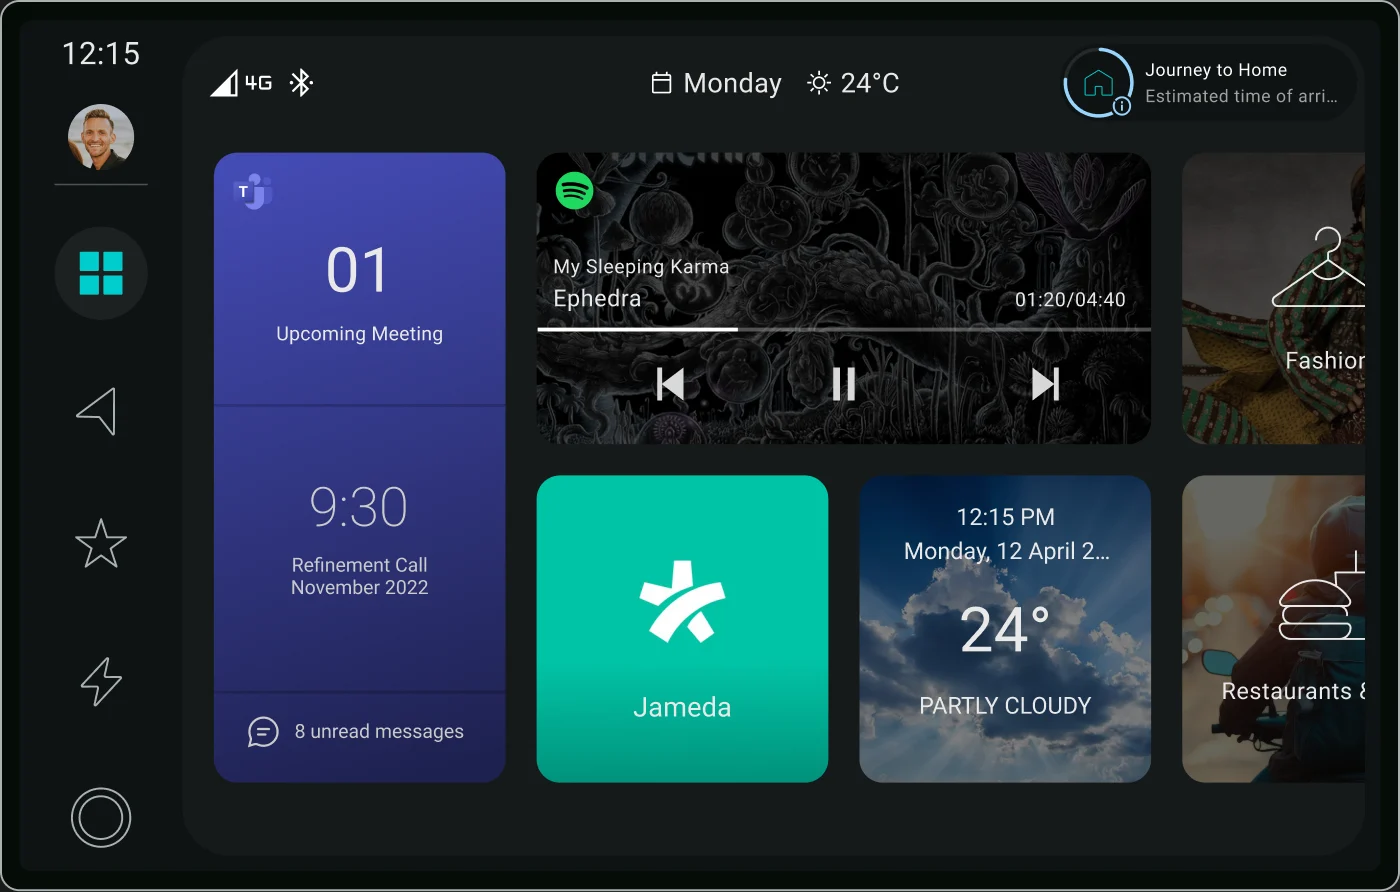 12:15
4G
Monday
24°C
Journey to Home
Estimated time of arri...
T
01
Upcoming Meeting
9:30
Refinement Call
November 2022
8 unread messages
My Sleeping Karma
Ephedra
01:20/04:40
Fashion
Jameda
12:15 PM
Monday, 12 April 2...
24°
PARTLY CLOUDY
Restaurants &